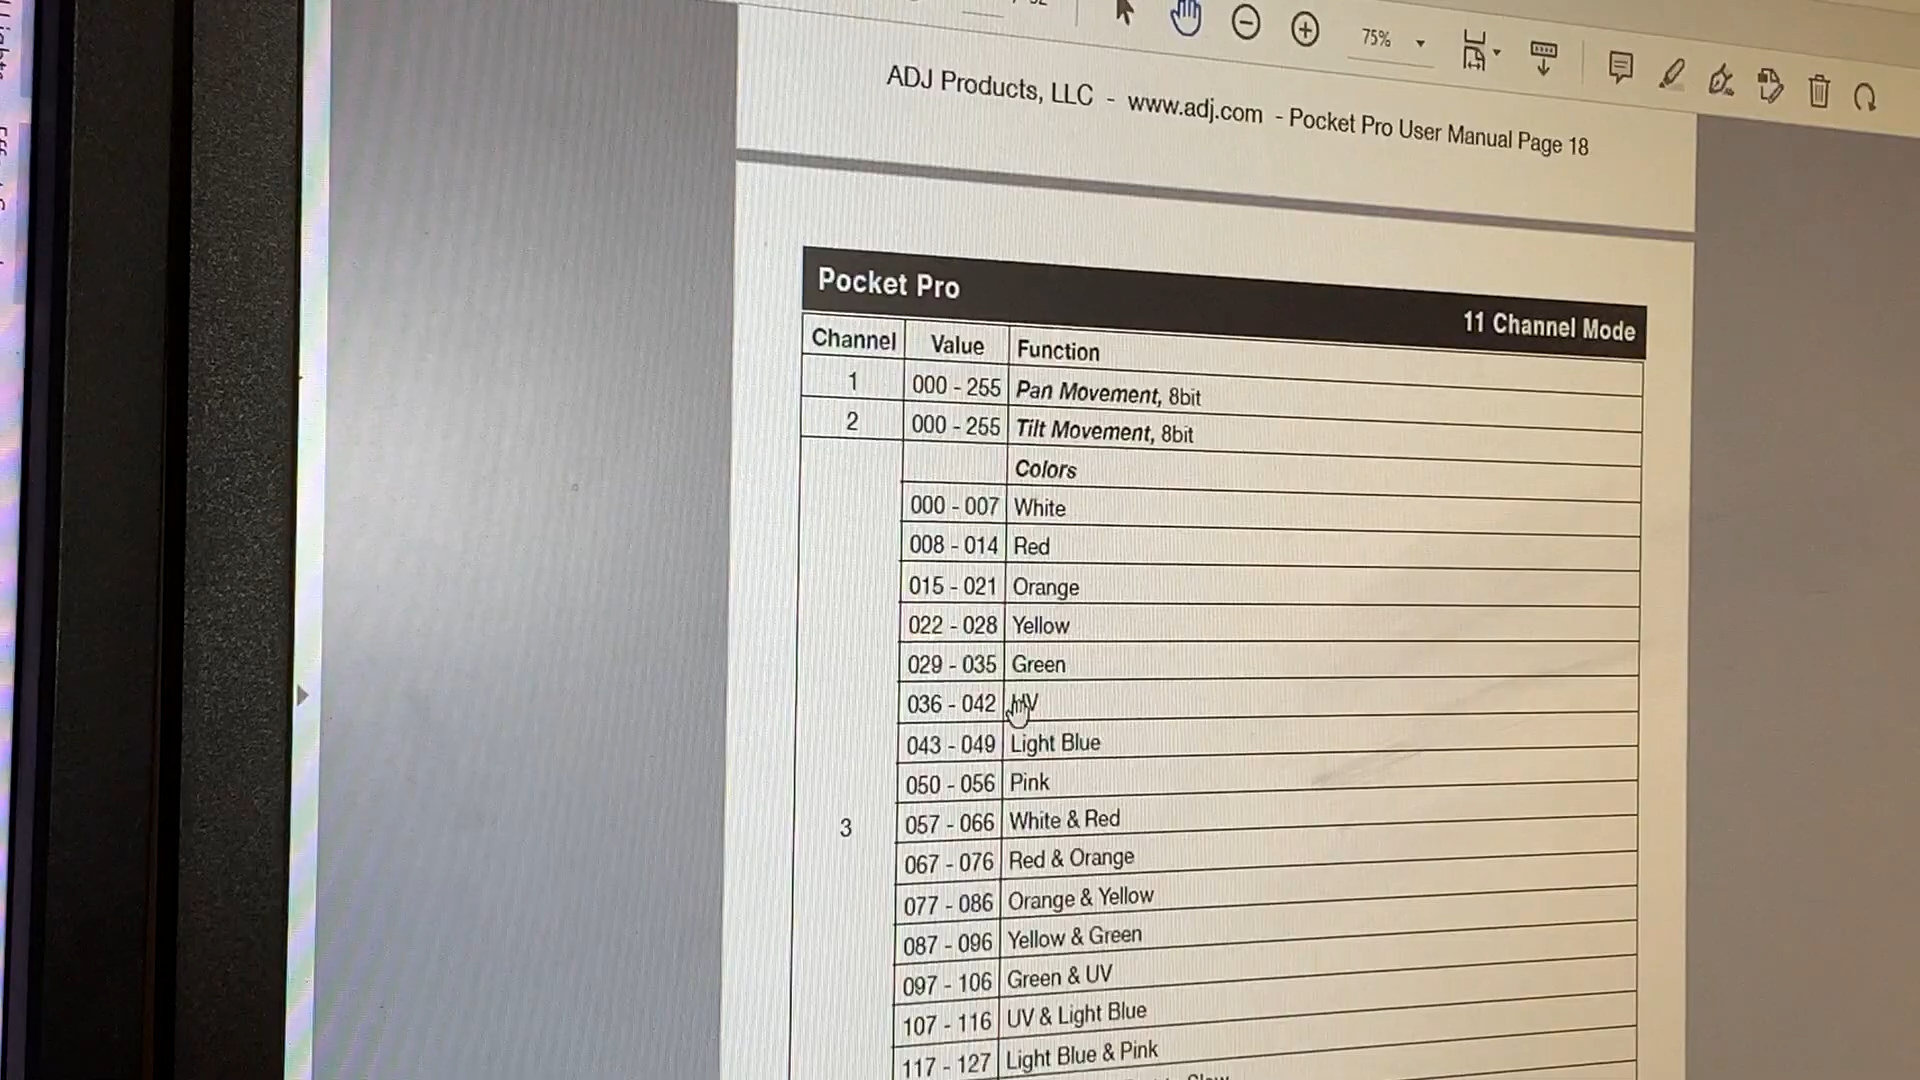 75%
ADJ Products, LLC - www.adj.com - Pocket Pro User Manual Page 18
Pocket Pro
11 Channel Mode
Channel Value Function
1 000 - 255 Pan Movement, 8bit
2 000 - 255 Tilt Movement, 8bit
Colors
000 - 007 White
008 - 014 Red
015 - 021 Orange
022 - 028 Yellow
029 - 035 Green
036 - 042 UV
043 - 049 Light Blue
050 - 056 Pink
3 057 - 066 White & Red
067 - 076 Red & Orange
077 - 086 Orange & Yellow
087 - 096 Yellow & Green
097 - 106 Green & UV
107 - 116 UV & Light Blue
117 - 127 Light Blue & Pink